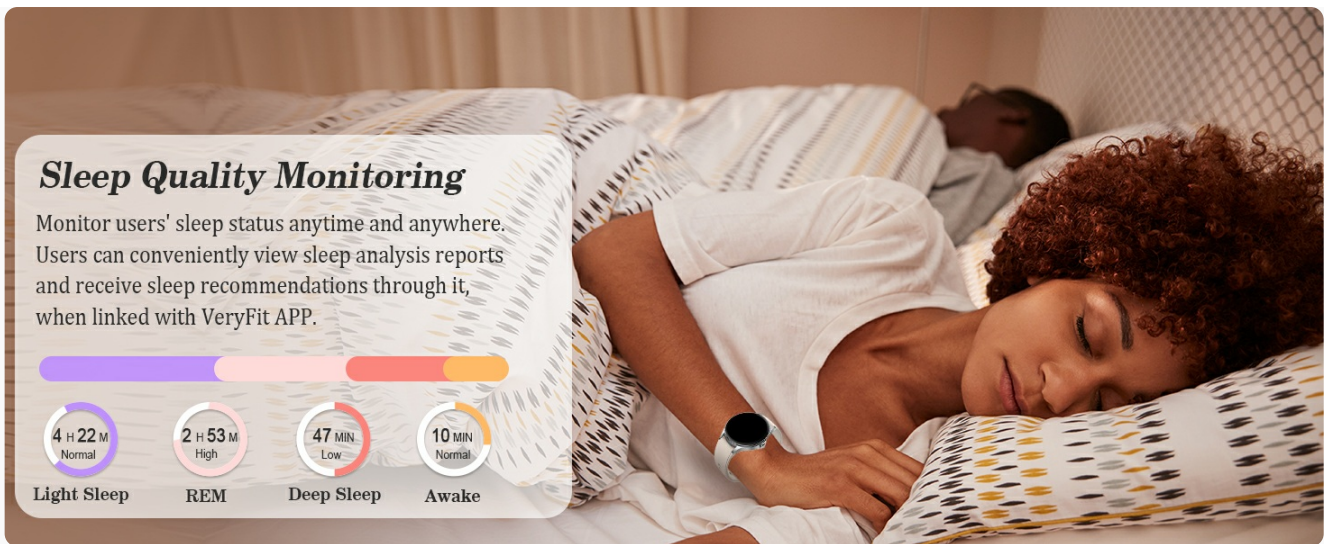 Sleep Quality Monitoring
Monitor users' sleep status anytime and anywhere.
Users can conveniently view sleep analysis reports
and receive sleep recommendations through it,
when linked with VeryFit APP.
4 H 22 M
Normal
Light Sleep
2 H 53 M
High
REM
47 MIN
Low
Deep Sleep
10 MIN
Normal
Awake